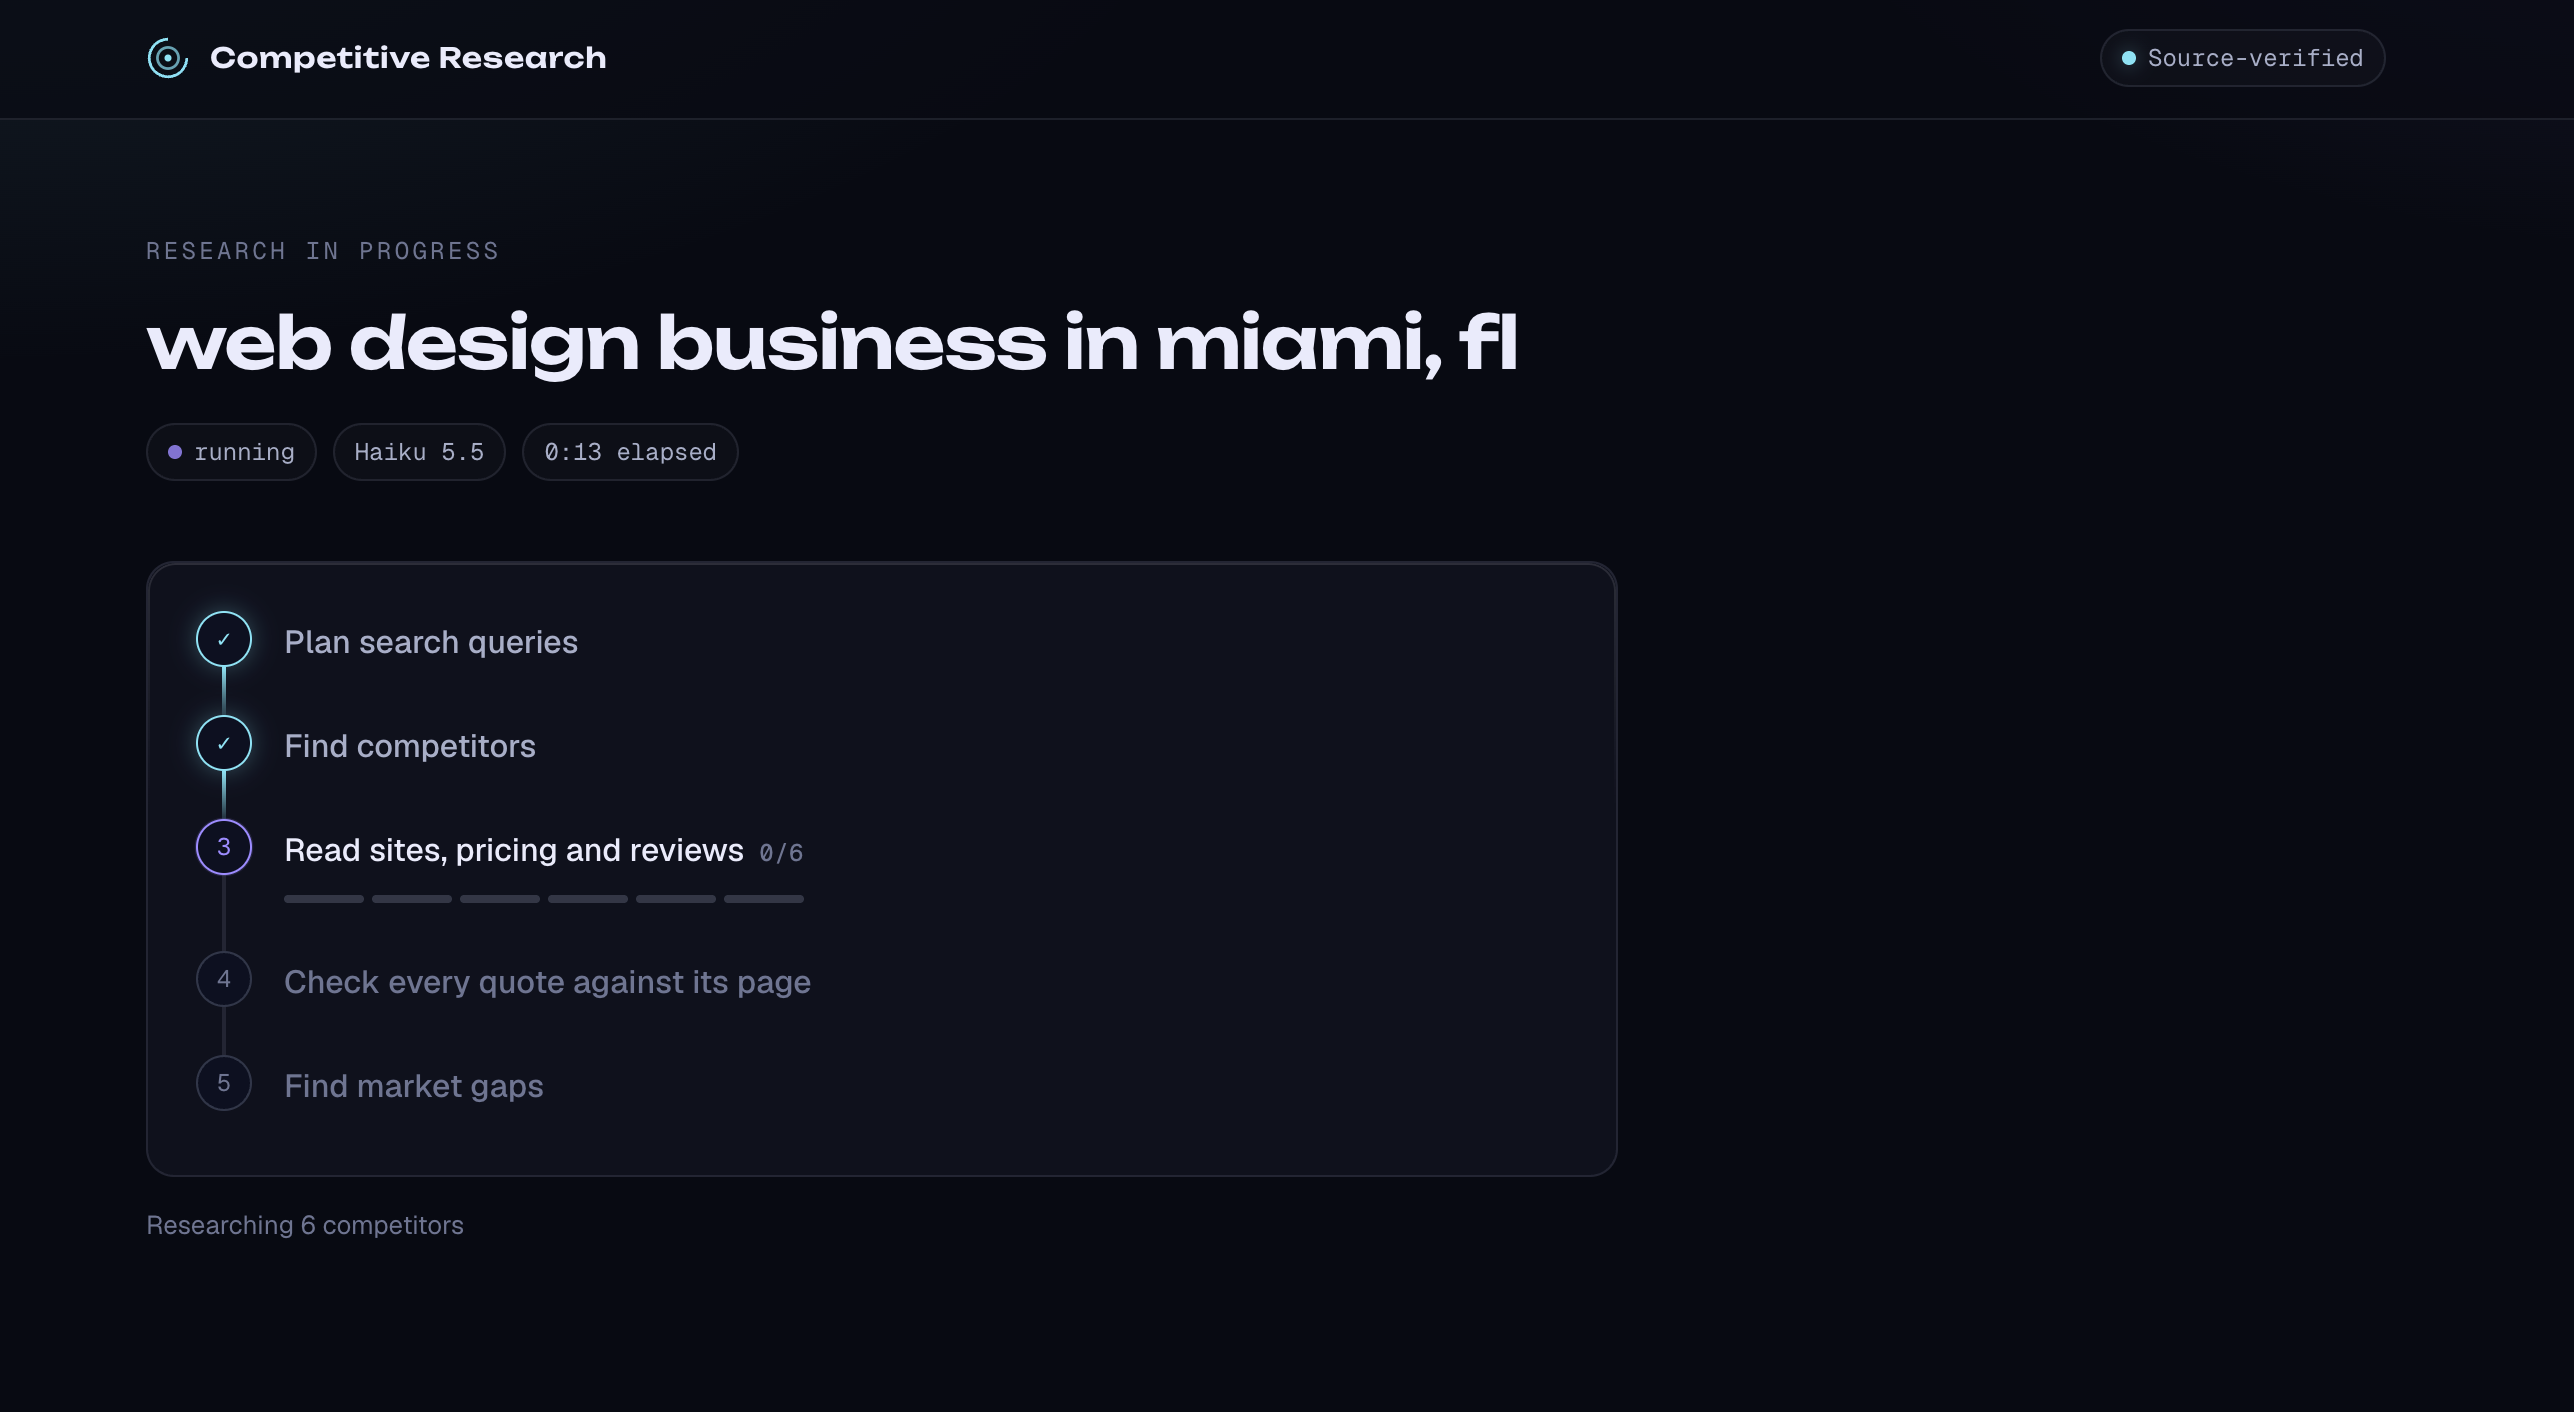 Competitive Research
Source-verified
RESEARCH IN PROGRESS
web design business in miami, fl
running
Haiku 5.5
0:13 elapsed
✓ Plan search queries
✓ Find competitors
3 Read sites, pricing and reviews 0/6
4 Check every quote against its page
5 Find market gaps
Researching 6 competitors